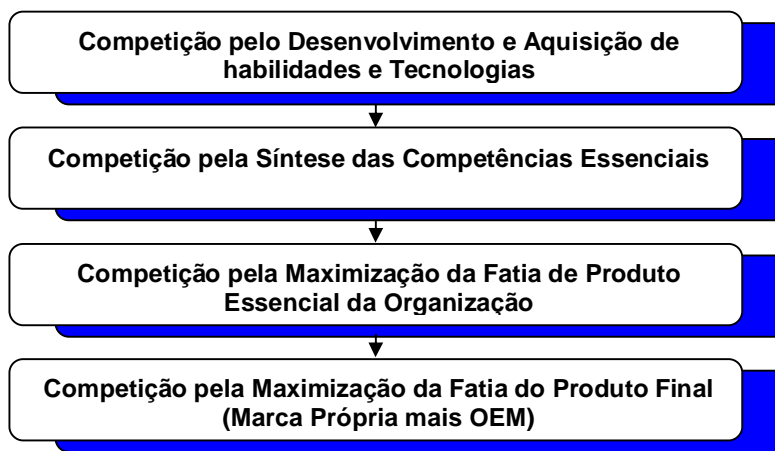 Competição pelo Desenvolvimento e Aquisição de
habilidades e Tecnologias
Competição pela Síntese das Competências Essenciais
Competição pela Maximização da Fatia de Produto
Essencial da Organização
Competição pela Maximização da Fatia do Produto Final
(Marca Própria mais OEM)